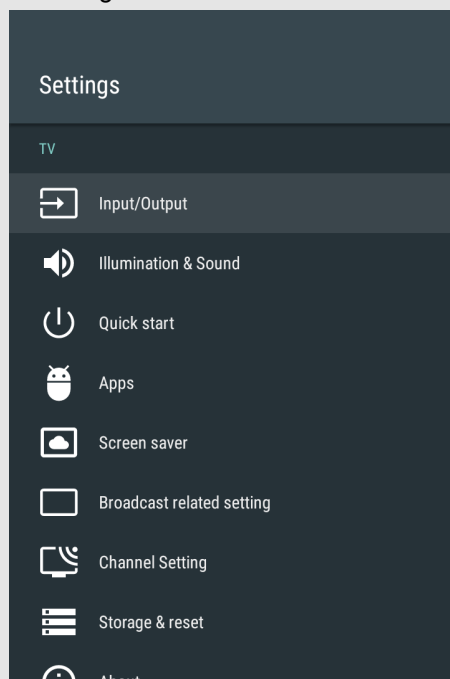 Settings
TV
Input/Output
Illumination & Sound
Quick start
Apps
Screen saver
Broadcast related setting
Channel Setting
Storage & reset